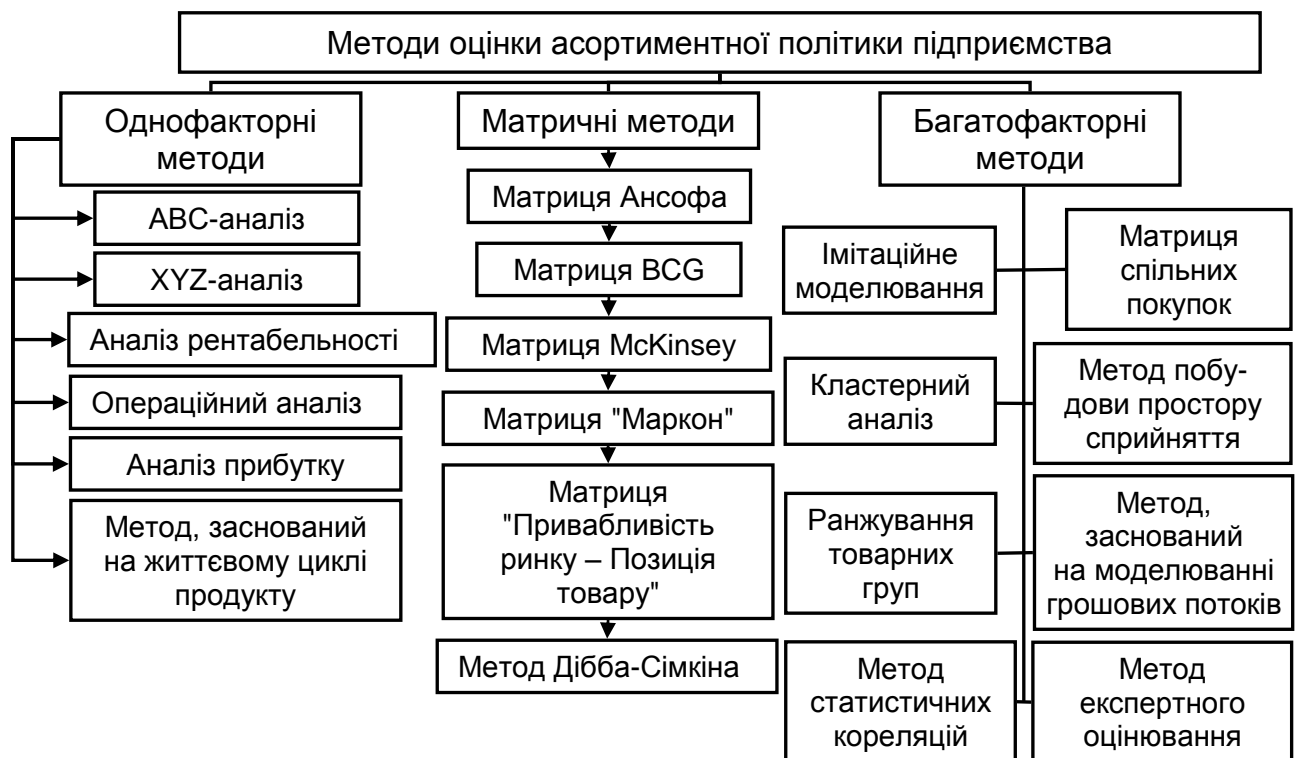 Методи оцінки асортиментної політики підприємства
Однофакторні
методи
АВС-аналіз
XYZ-аналіз
Аналіз рентабельності
Операційний аналіз
Аналіз прибутку
Метод, заснований
на життєвому циклі
продукту
Матричні методи
Матриця Ансофа
Матриця BCG
Матриця McKinsey
Матриця "Маркон"
Матриця
"Привабливість
ринку – Позиція
товару"
Метод Дібба-Сімкіна
Багатофакторні
методи
Імітаційне
моделювання
Матриця
спільних
покупок
Кластерний
аналіз
Метод побу-
дови простору
сприйняття
Ранжування
товарних
груп
Метод,
заснований
на моделюванні
грошових потоків
Метод
статистичних
кореляцій
Метод
експертного
оцінювання